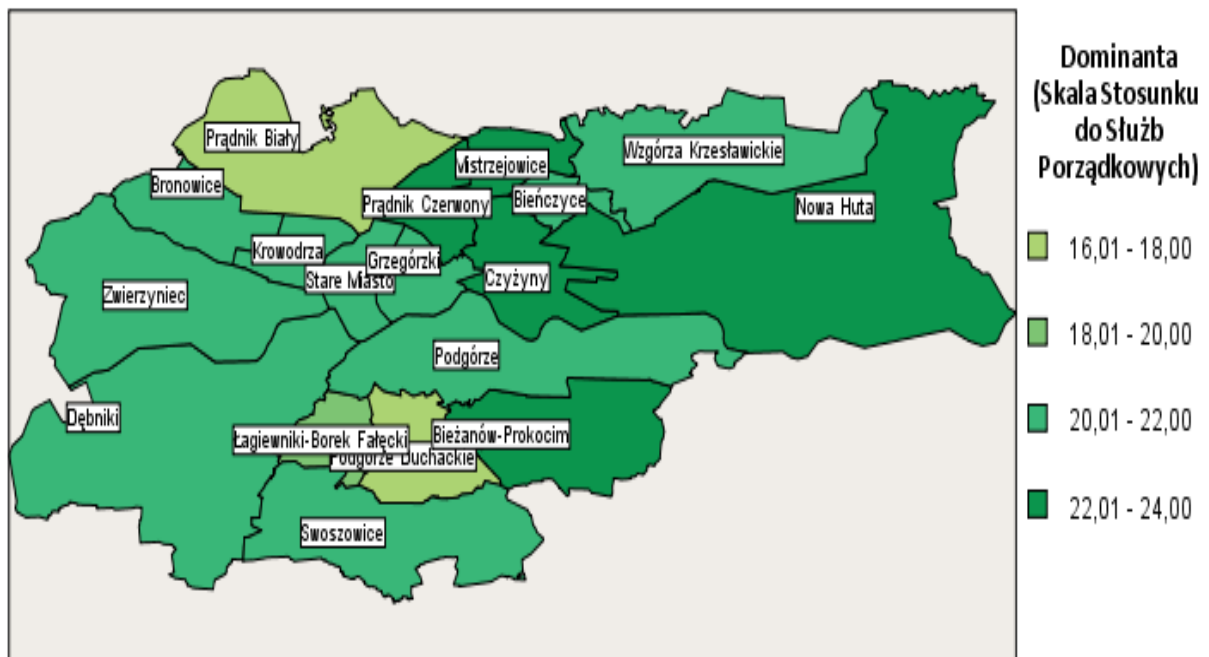 Dominanta
(Skala Stosunku
do Służb
Porządkowych)
16,01 - 18,00
18,01 - 20,00
20,01 - 22,00
22,01 - 24,00
Prądnik Biały
Bronowice
Mistrzejowice
Wzgórza Krzesławickie
Prądnik Czerwony
Bieńczyce
Nowa Huta
Krowodrza
Grzegórzki
Stare Miasto
Czyżyny
Zwierzyniec
Podgórze
Dębniki
Łagiewniki-Borek Fałęcki
Bieżanów-Prokocim
Podgórze Duchackie
Swoszowice